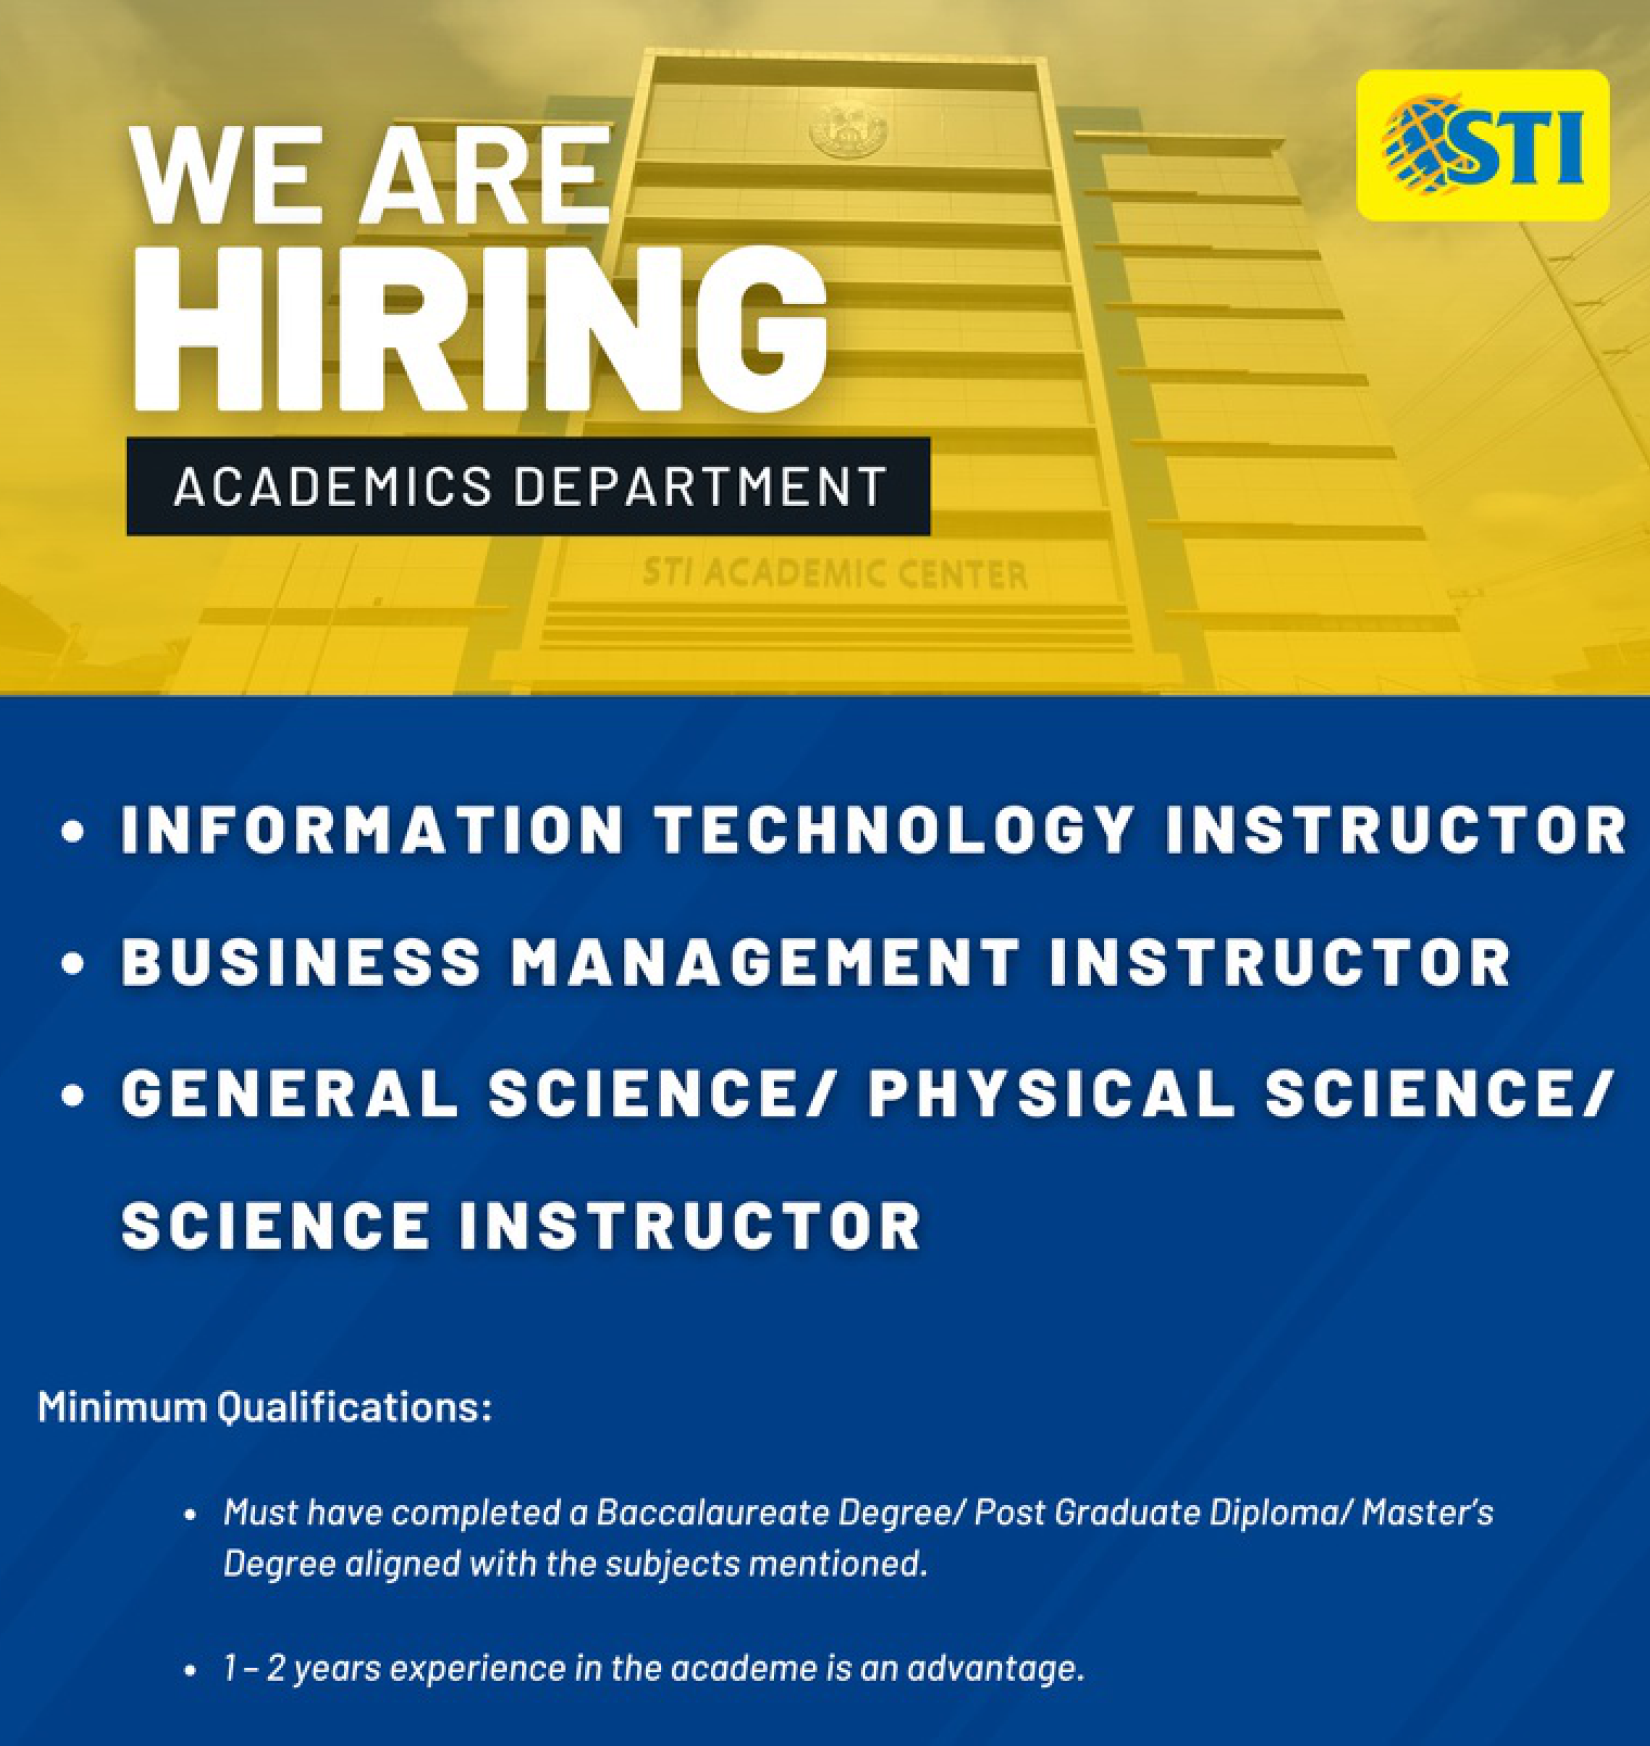 WE ARE
HIRING
STI
ACADEMICS DEPARTMENT
STI ACADEMIC CENTER
• INFORMATION TECHNOLOGY INSTRUCTOR
• BUSINESS MANAGEMENT INSTRUCTOR
• GENERAL SCIENCE/ PHYSICAL SCIENCE/
SCIENCE INSTRUCTOR
Minimum Qualifications:
• Must have completed a Baccalaureate Degree/ Post Graduate Diploma/ Master's
Degree aligned with the subjects mentioned.
• 1 – 2 years experience in the academe is an advantage.